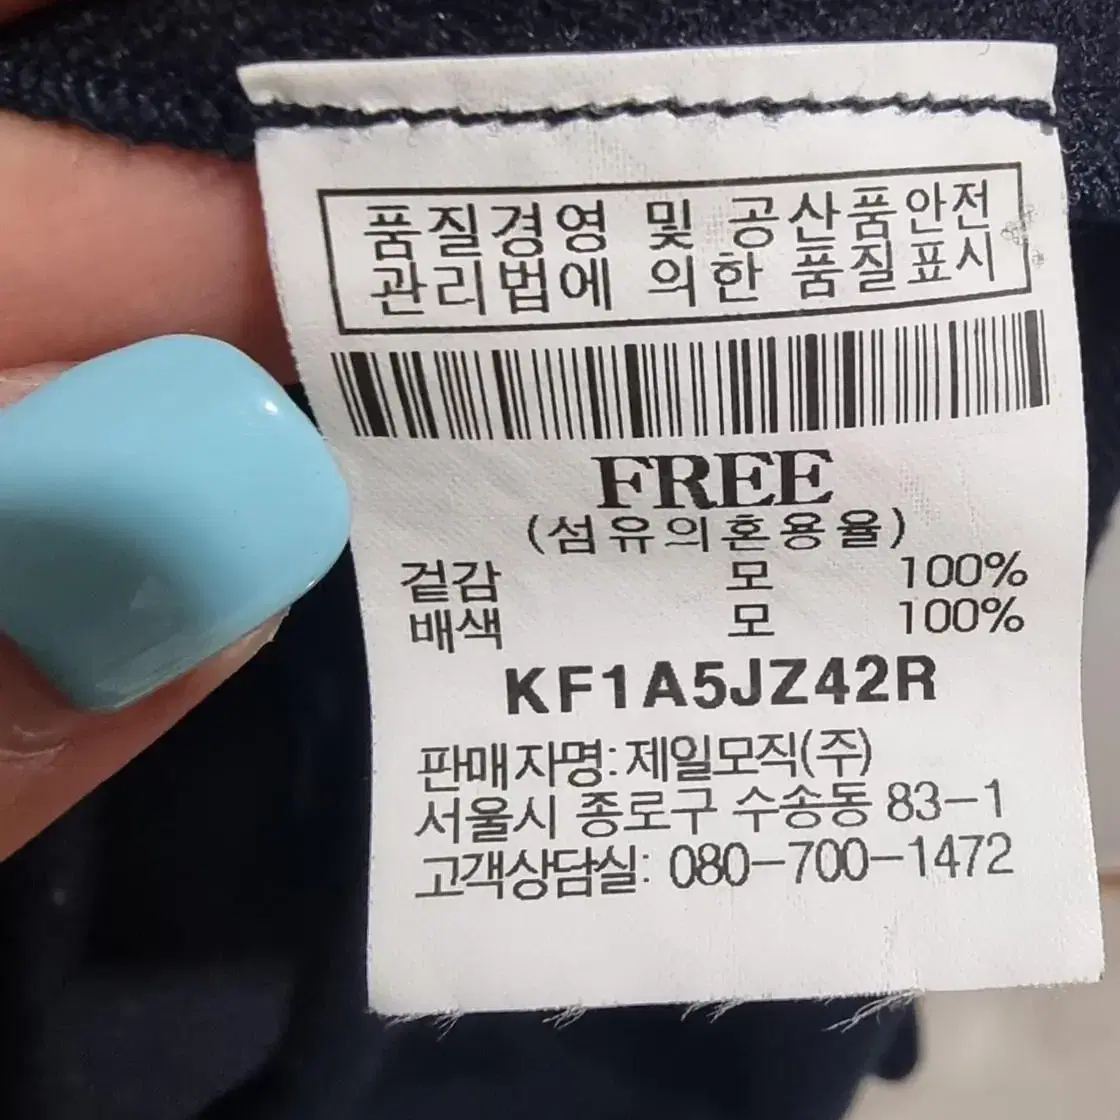 품질경영 및 공산품안전
관리법에 의한 품질표시
FREE
(섬유의혼용율)
겉감 모 100%
배색 모 100%
KF1A5JZ42R
판매자명: 제일모직(주)
서울시 종로구 수송동 83-1
고객상담실: 080-700-1472